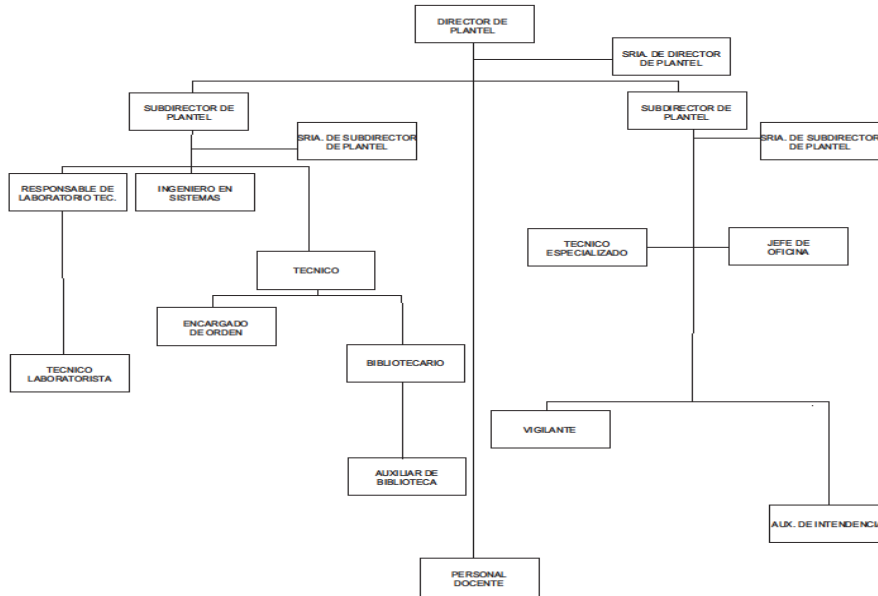 DIRECTOR DE
PLANTEL
SRIA. DE DIRECTOR
DE PLANTEL
SUBDIRECTOR DE
PLANTEL
SUBDIRECTOR DE
PLANTEL
SRIA. DE SUBDIRECTOR
DE PLANTEL
SRIA. DE SUBDIRECTOR
DE PLANTEL
RESPONSABLE DE
LABORATORIO TEC.
INGENIERO EN
SISTEMAS
TECNICO
ESPECIALIZADO
JEFE DE
OFICINA
TECNICO
ENCARGADO
DE ORDEN
TECNICO
LABORATORISTA
BIBLIOTECARIO
VIGILANTE
AUXILIAR DE
BIBLIOTECA
AUX. DE INTENDENCIA
PERSONAL
DOCENTE